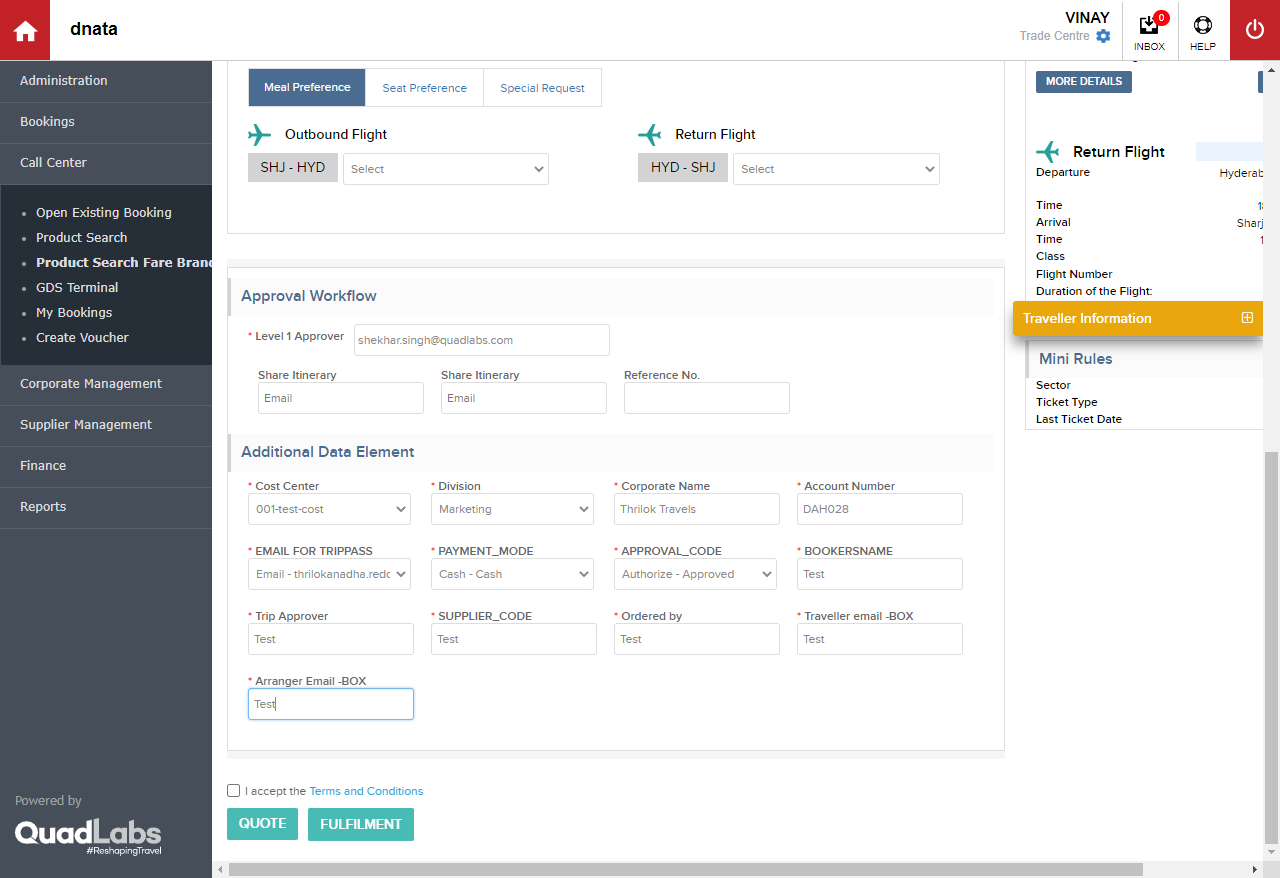 dnata
VINAY
Trade Centre
0
INBOX
HELP
Administration
Bookings
Call Center
Open Existing Booking
Product Search
Product Search Fare Brand
GDS Terminal
My Bookings
Create Voucher
Corporate Management
Supplier Management
Finance
Reports
Powered by
QuadLabs
#ReshapingTravel
Meal Preference
Seat Preference
Special Request
Outbound Flight
Return Flight
SHJ - HYD
Select
HYD - SHJ
Select
Approval Workflow
* Level 1 Approver
shekhar.singh@quadlabs.com
Share Itinerary
Share Itinerary
Reference No.
Email
Email
Additional Data Element
* Cost Center
* Division
* Corporate Name
* Account Number
001-test-cost
Marketing
Thrilok Travels
DAH028
* EMAIL FOR TRIPPASS
* PAYMENT_MODE
* APPROVAL_CODE
* BOOKERSNAME
Email - thrilokanadha.redd
Cash - Cash
Authorize - Approved
Test
* Trip Approver
* SUPPLIER_CODE
* Ordered by
* Traveller email -BOX
Test
Test
Test
Test
* Arranger Email -BOX
Test
I accept the Terms and Conditions
QUOTE
FULFILMENT
MORE DETAILS
Return Flight
Departure
Hyderab
Time
Arrival
Sharj
Time
Class
Flight Number
Duration of the Flight:
Traveller Information
Mini Rules
Sector
Ticket Type
Last Ticket Date